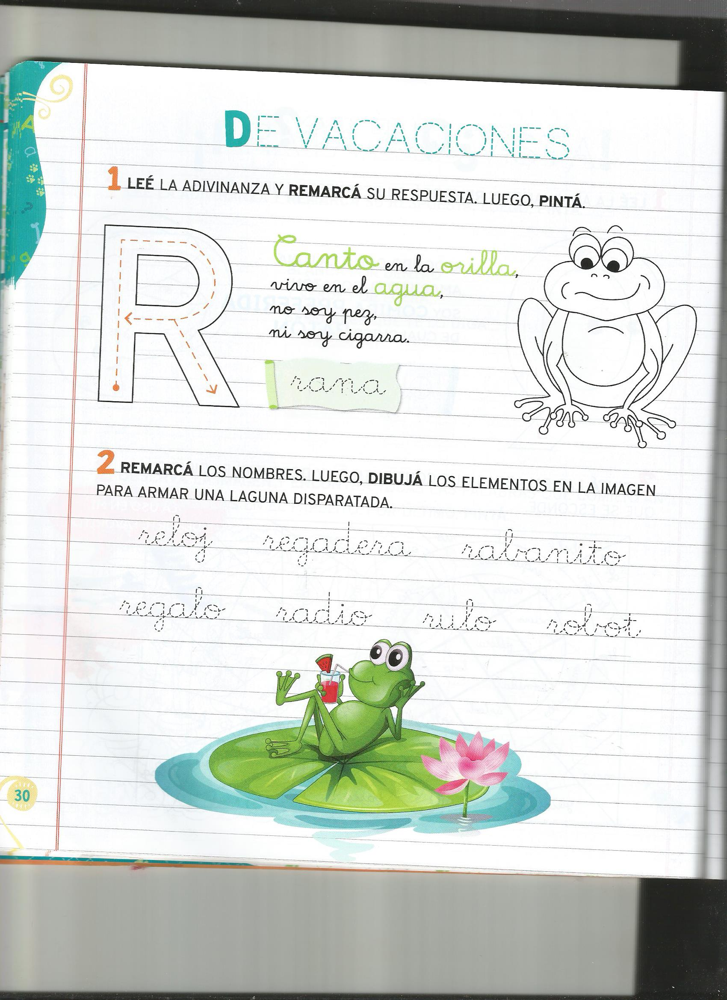 DE VACACIONES
1 LEÉ LA ADIVINANZA Y REMARCÁ SU RESPUESTA. LUEGO, PINTÁ.
R
Canto en la orilla,
vivo en el agua,
no soy pez,
ni soy cigarra.
rana
2 REMARCÁ LOS NOMBRES. LUEGO, DIBUJÁ LOS ELEMENTOS EN LA IMAGEN
PARA ARMAR UNA LAGUNA DISPARATADA.
reloj regadera rabanito
regalo radio rulo robot
30